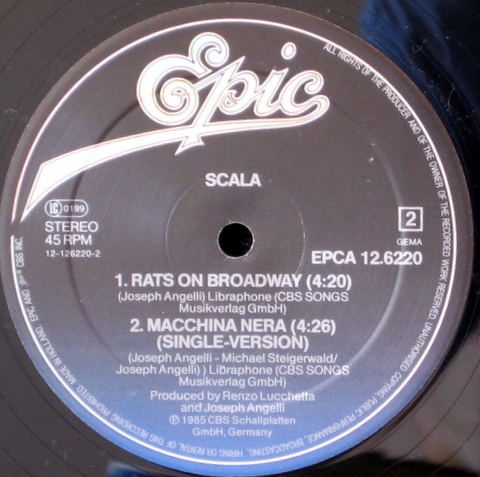 Epic
SCALA
LC 0199
STEREO
45 RPM
12-126220-2
2
GEMA
EPCA 12.6220
1. RATS ON BROADWAY (4:20)
(Joseph Angelli) Libraphone (CBS SONGS
Musikverlag GmbH)
2. MACCHINA NERA (4:26)
(SINGLE-VERSION)
(Joseph Angelli - Michael Steigerwald/
Joseph Angelli) ) Libraphone (CBS SONGS
Musikverlag GmbH)
Produced by Renzo Lucchetta
and Joseph Angelli
Ⓟ 1985 CBS Schallplatten
GmbH, Germany
ALL RIGHTS OF THE PRODUCER AND OF THE OWNER OF THE RECORDED WORK RESERVED. UNAUTHORISED COPYING, PUBLIC PERFORMANCE, BROADCASTING, HIRING OR RENTAL OF THIS RECORDING PROHIBITED. MADE IN HOLLAND. EPIC AND CBS INC.